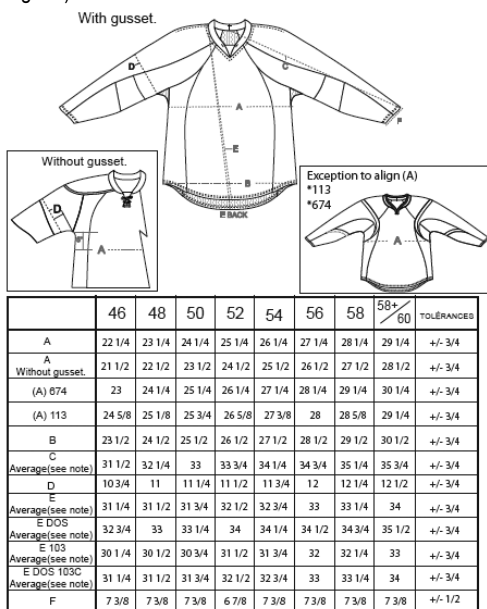 With gusset.
D
C
A
E
F
B
E BACK
Without gusset.
D
6"
A
Exception to align (A)
*113
*674
A
46 48 50 52 54 56 58 58+/60 TOLÉRANCES
A 22 1/4 23 1/4 24 1/4 25 1/4 26 1/4 27 1/4 28 1/4 29 1/4 +/- 3/4
A
Without gusset. 21 1/2 22 1/2 23 1/2 24 1/2 25 1/2 26 1/2 27 1/2 28 1/2 +/- 3/4
(A) 674 23 24 1/4 25 1/4 26 1/4 27 1/4 28 1/4 29 1/4 30 1/4 +/- 3/4
(A) 113 24 5/8 25 1/8 25 3/4 26 5/8 27 3/8 28 28 5/8 29 1/4 +/- 3/4
B 23 1/2 24 1/2 25 1/2 26 1/2 27 1/2 28 1/2 29 1/2 30 1/2 +/- 3/4
C
Average(see note) 31 1/2 32 1/4 33 33 3/4 34 1/4 34 3/4 35 1/4 35 3/4 +/- 3/4
D 10 3/4 11 11 1/4 11 1/2 11 3/4 12 12 1/4 12 1/2 +/- 3/4
E
Average(see note) 31 1/4 31 1/2 31 3/4 32 1/2 32 3/4 33 33 1/4 34 +/- 3/4
E DOS
Average(see note) 32 3/4 33 33 1/4 34 34 1/4 34 1/2 34 3/4 35 1/2 +/- 3/4
E 103
Average(see note) 30 1/4 30 1/2 30 3/4 31 1/2 31 3/4 32 32 1/4 33 +/- 3/4
E DOS 103C
Average(see note) 31 1/4 31 1/2 31 3/4 32 1/2 32 3/4 33 33 1/4 34 +/- 3/4
F 7 3/8 7 3/8 7 3/8 6 7/8 7 3/8 7 3/8 7 3/8 7 3/8 +/- 1/2